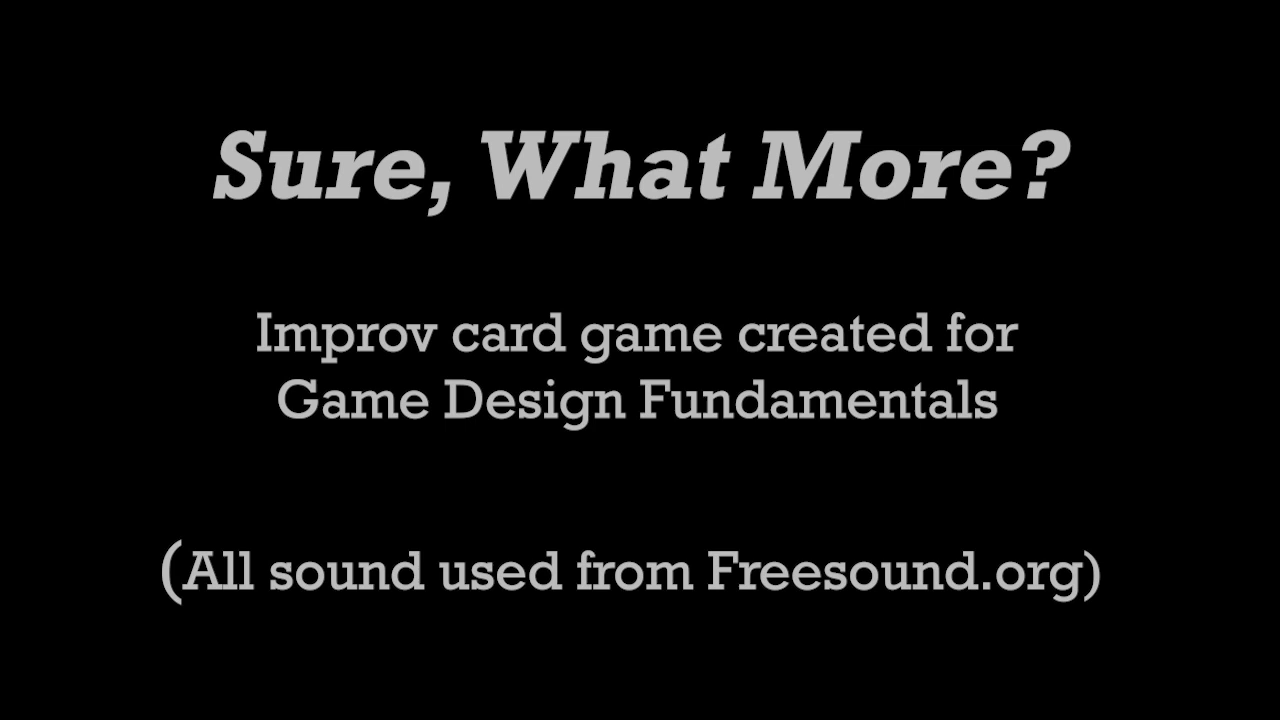 Sure, What More?
Improv card game created for
Game Design Fundamentals
(All sound used from Freesound.org)